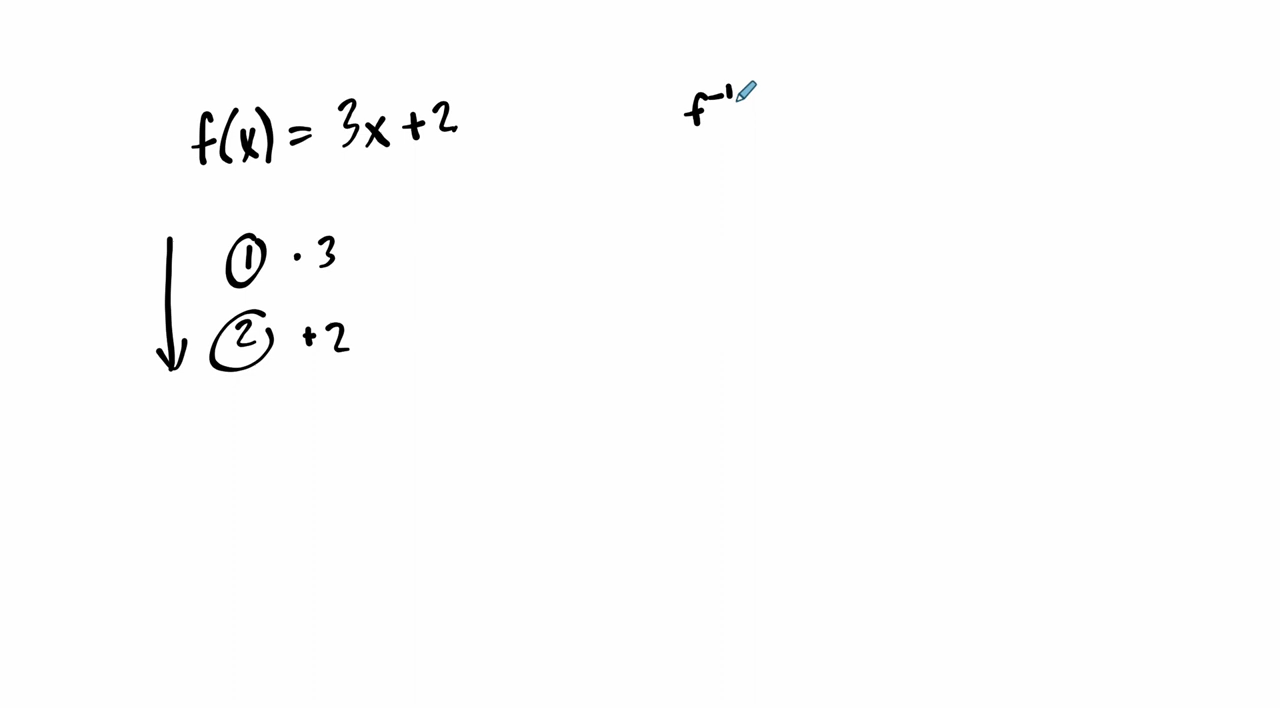 f(x) = 3x + 2
f⁻¹
① · 3
② + 2